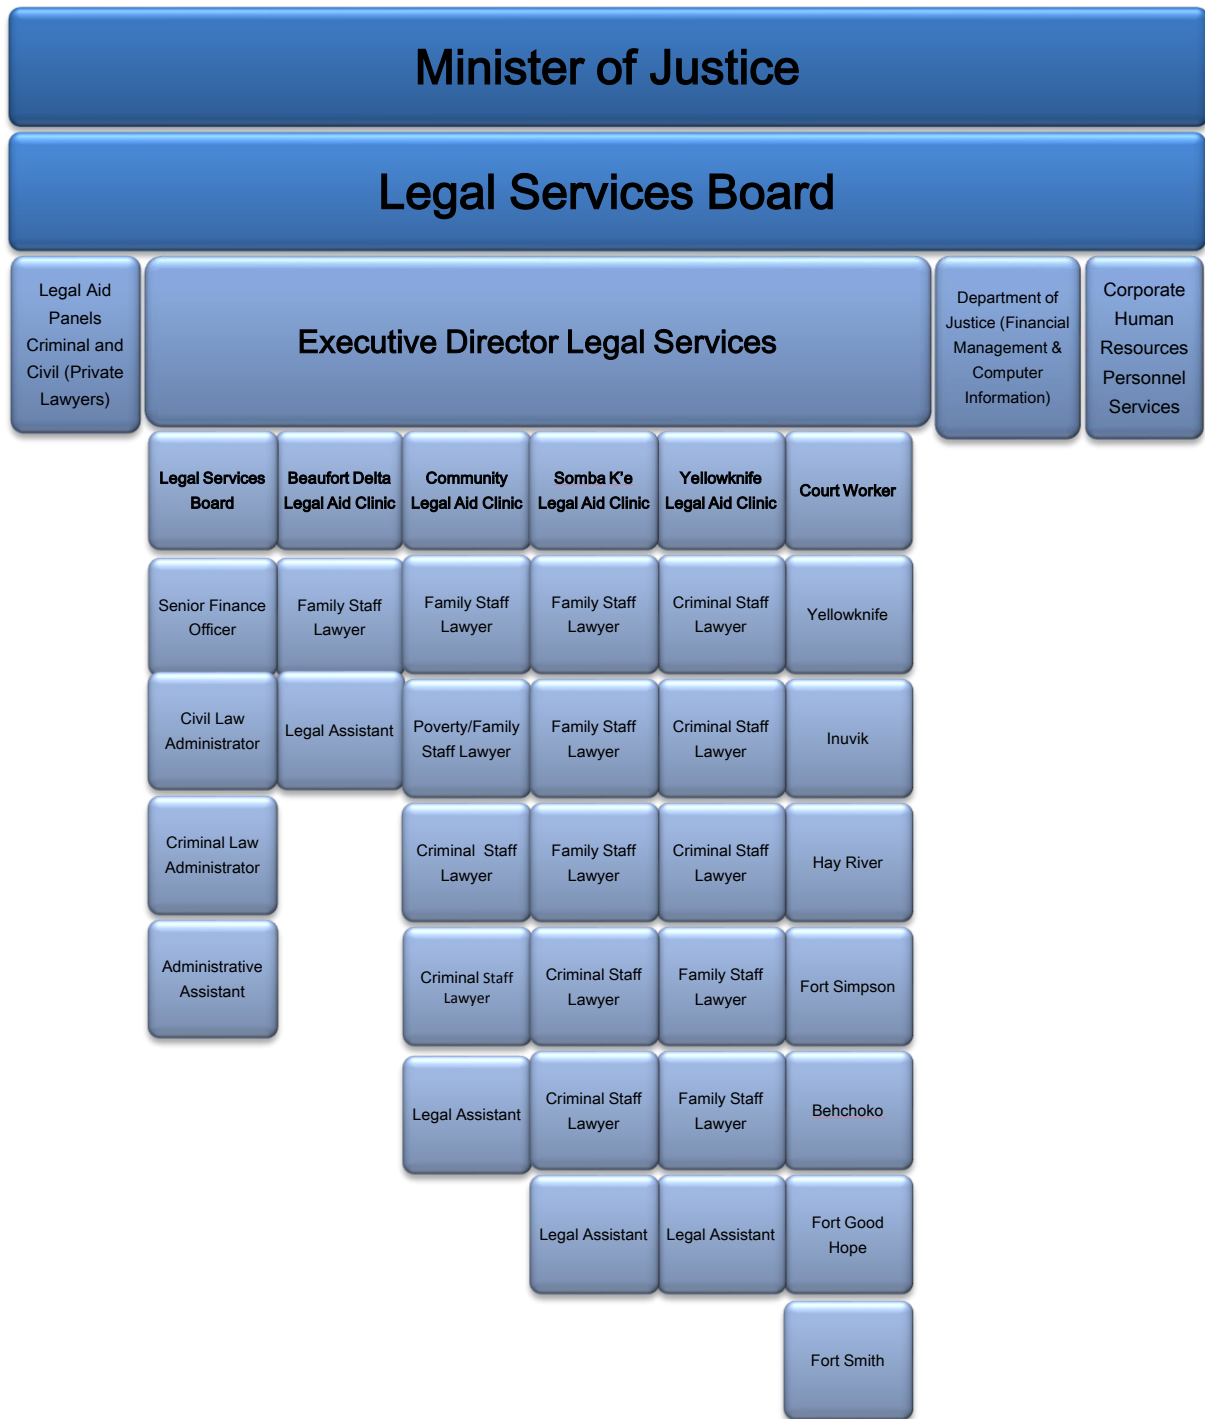 Minister of Justice
Legal Services Board
Legal Aid
Panels
Criminal and
Civil (Private
Lawyers)
Executive Director Legal Services
Department of
Justice (Financial
Management &
Computer
Information)
Corporate
Human
Resources
Personnel
Services
Legal Services
Board
Beaufort Delta
Legal Aid Clinic
Community
Legal Aid Clinic
Somba K'e
Legal Aid Clinic
Yellowknife
Legal Aid Clinic
Court Worker
Senior Finance
Officer
Family Staff
Lawyer
Family Staff
Lawyer
Family Staff
Lawyer
Criminal Staff
Lawyer
Yellowknife
Civil Law
Administrator
Legal Assistant
Poverty/Family
Staff Lawyer
Family Staff
Lawyer
Criminal Staff
Lawyer
Inuvik
Criminal Law
Administrator
Criminal  Staff
Lawyer
Family Staff
Lawyer
Criminal Staff
Lawyer
Hay River
Administrative
Assistant
Criminal Staff
Lawyer
Criminal Staff
Lawyer
Family Staff
Lawyer
Fort Simpson
Legal Assistant
Criminal Staff
Lawyer
Family Staff
Lawyer
Behchoko
Legal Assistant
Legal Assistant
Fort Good
Hope
Fort Smith